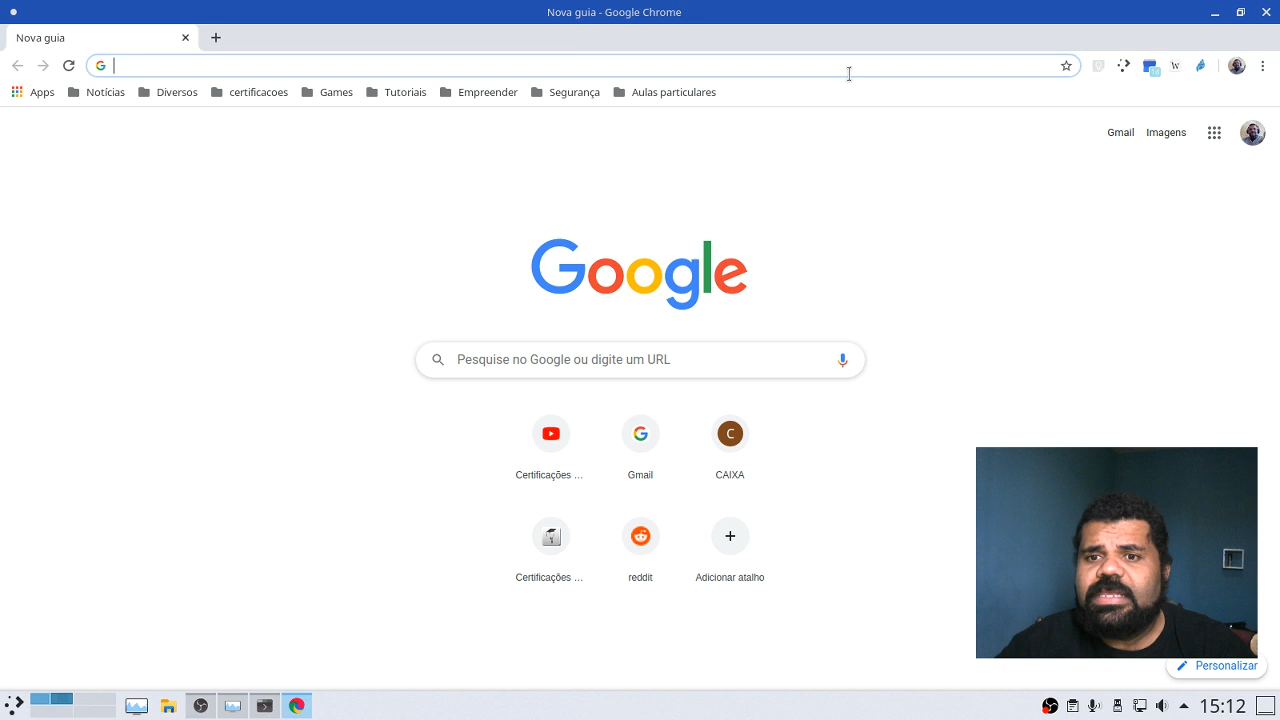 Nova guia - Google Chrome
Nova guia
Apps Notícias Diversos certificacoes Games Tutoriais Empreender Segurança Aulas particulares
Gmail Imagens
Google
Pesquise no Google ou digite um URL
Certificações ... Gmail CAIXA
C
Certificações ... reddit Adicionar atalho
Personalizar
15:12